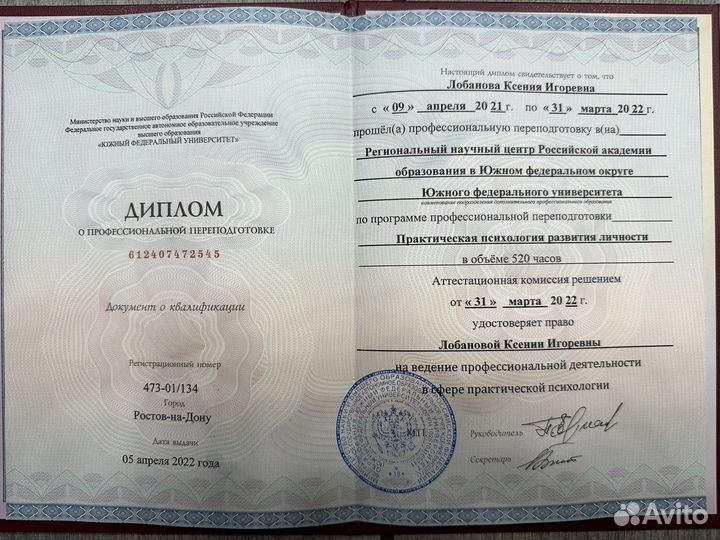 Министерство науки и высшего образования Российской Федерации
Федеральное государственное автономное образовательное учреждение
высшего образования
«ЮЖНЫЙ ФЕДЕРАЛЬНЫЙ УНИВЕРСИТЕТ»
ДИПЛОМ
О ПРОФЕССИОНАЛЬНОЙ ПЕРЕПОДГОТОВКЕ
612407472545
Документ о квалификации
Регистрационный номер
473-01/134
Город
Ростов-на-Дону
Дата выдачи
05 апреля 2022 года
Настоящий диплом свидетельствует о том, что
Лобанова Ксения Игоревна
с « 09 » апреля 20 21 г. по « 31 » марта 20 22 г.
прошёл(а) профессиональную переподготовку в(на)
Региональный научный центр Российской академии
образования в Южном федеральном округе
Южного федерального университета
наименование подразделения дополнительного профессионального образования
по программе профессиональной переподготовки
Практическая психология развития личности
в объёме 520 часов
Аттестационная комиссия решением
от « 31 » марта 20 22 г.
удостоверяет право
Лобановой Ксении Игоревны
на ведение профессиональной деятельности
в сфере практической психологии
М.П.
Руководитель
Секретарь
Avito